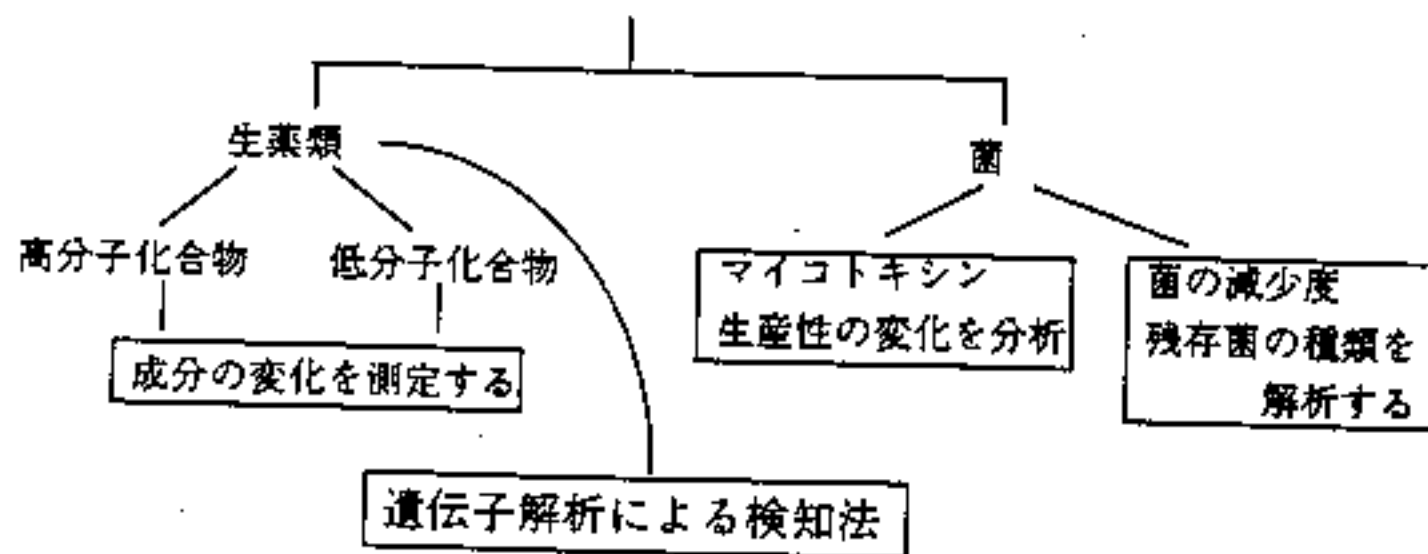 生薬類
菌
高分子化合物
低分子化合物
成分の変化を測定する
マイコトキシン
生産性の変化を分析
菌の減少度
残存菌の種類を
解析する
遺伝子解析による検知法